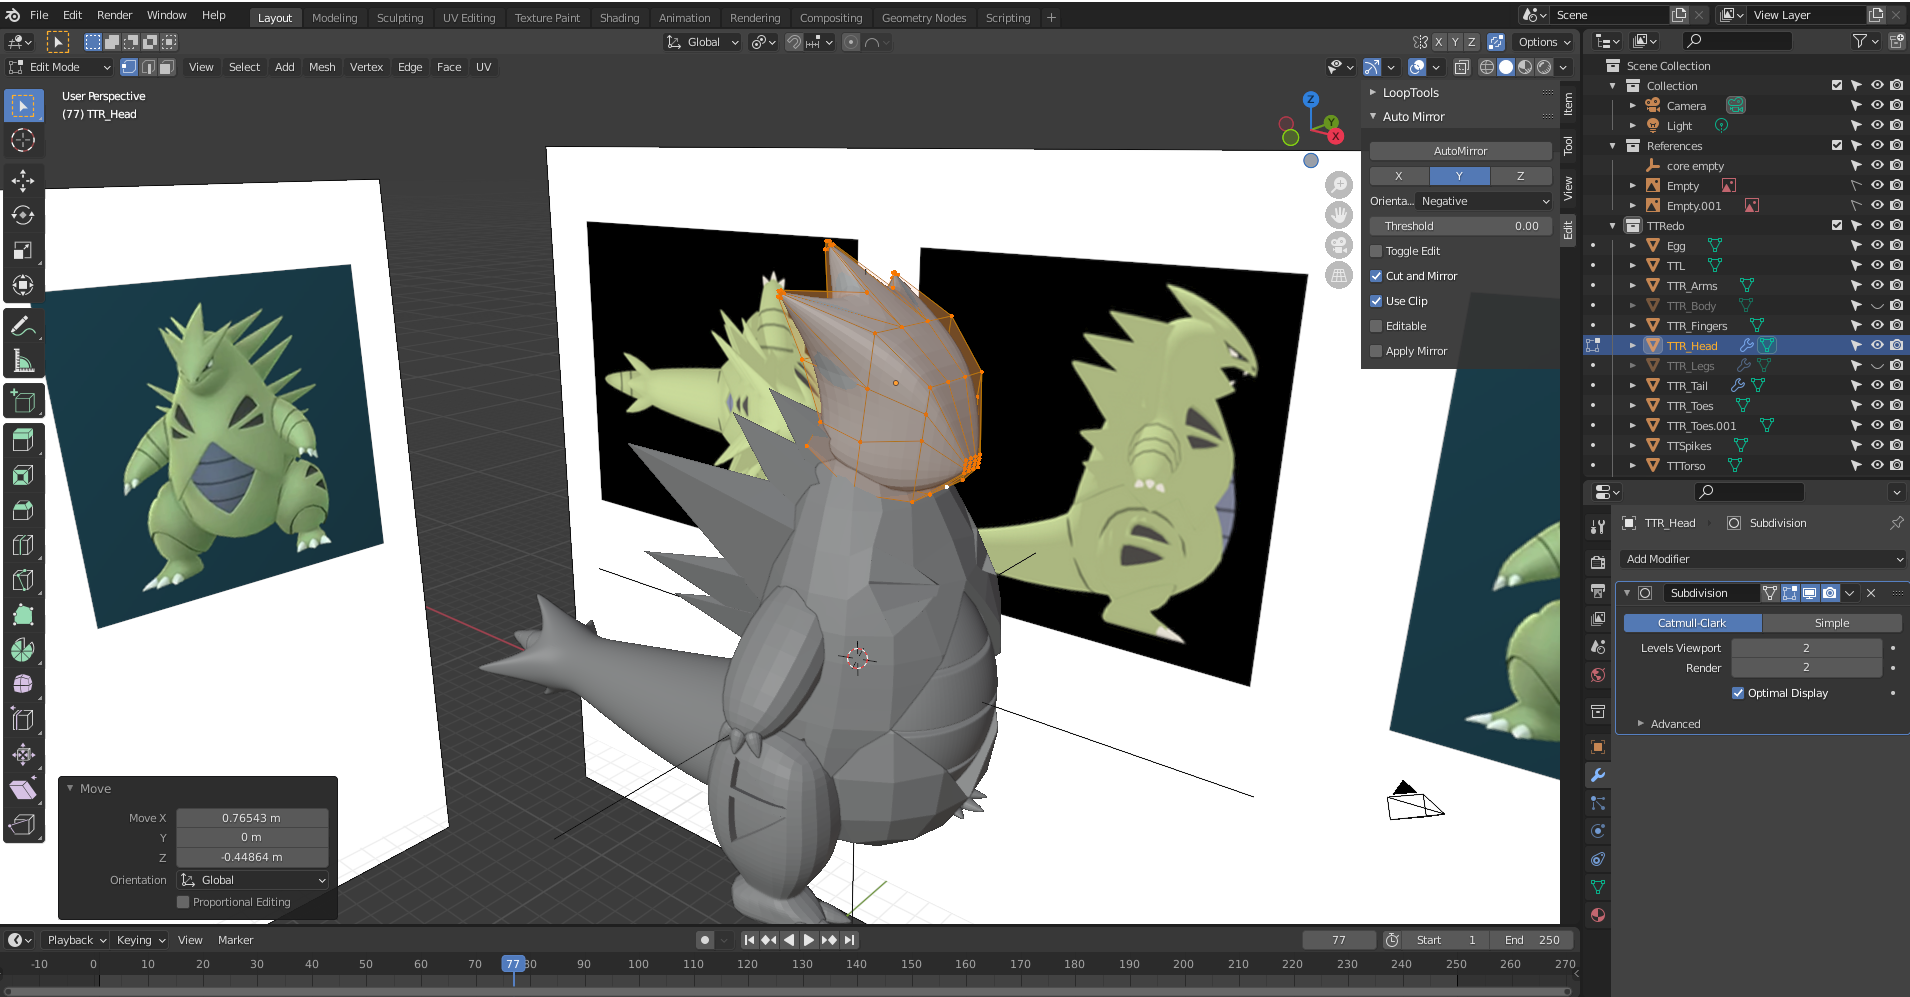 File Edit Render Window Help Layout Modeling Sculpting UV Editing Texture Paint Shading Animation Rendering Compositing Geometry Nodes Scripting + Scene View Layer
Global X Y Z Options
Edit Mode View Select Add Mesh Vertex Edge Face UV
User Perspective
(77) TTR_Head
Z
Y
X
LoopTools
Auto Mirror
AutoMirror
X Y Z
Orienta... Negative
Threshold 0.00
Toggle Edit
Cut and Mirror
Use Clip
Editable
Apply Mirror
Item
Tool
View
Edit
Scene Collection
Collection
Camera
Light
References
core empty
Empty
Empty.001
TTRedo
Egg
TTL
TTR_Arms
TTR_Body
TTR_Fingers
TTR_Head
TTR_Legs
TTR_Tail
TTR_Toes
TTR_Toes.001
TTSpikes
TTTorso
TTR_Head Subdivision
Add Modifier
Subdivision
Catmull-Clark Simple
Levels Viewport 2
Render 2
Optimal Display
Advanced
Move
Move X 0.76543 m
Y 0 m
Z -0.44864 m
Orientation Global
Proportional Editing
Playback Keying View Marker 77 Start 1 End 250
-10 0 10 20 30 40 50 60 70 77 80 90 100 110 120 130 140 150 160 170 180 190 200 210 220 230 240 250 260 270